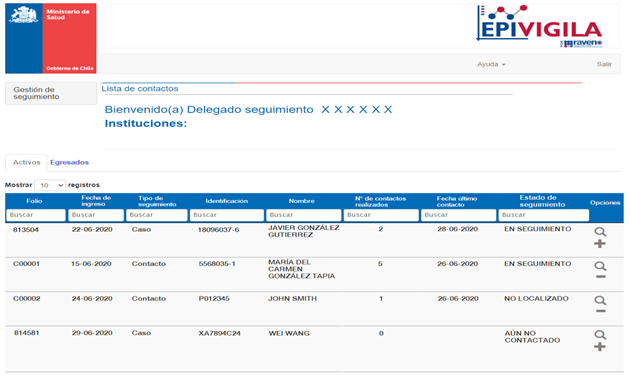 Ministerio de
Salud
Gobierno de Chile
EPIVIGILA
raven
Ayuda
Salir
Gestión de
seguimiento
Lista de contactos
Bienvenido(a) Delegado seguimiento X X X X X X
Instituciones:
Activos Egresados
Mostrar 10 registros
Folio Fecha de ingreso Tipo de seguimiento Identificación Nombre Nº de contactos realizados Fecha último contacto Estado de seguimiento Opciones
Buscar Buscar Buscar Buscar Buscar Buscar Buscar Buscar
813504 22-06-2020 Caso 18096037-6 JAVIER GONZÁLEZ GUTIERREZ 2 28-06-2020 EN SEGUIMIENTO
C00001 15-06-2020 Contacto 5568035-1 MARÍA DEL CARMEN GONZÁLEZ TAPIA 5 26-06-2020 EN SEGUIMIENTO
C00002 24-06-2020 Contacto P012345 JOHN SMITH 1 26-06-2020 NO LOCALIZADO
814581 29-06-2020 Caso XA7894C24 WEI WANG 0 AÚN NO CONTACTADO